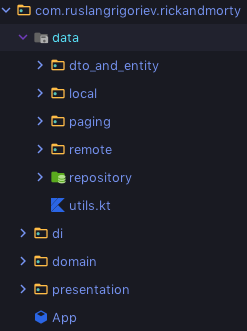 com.ruslangrigoriev.rickandmorty
data
dto_and_entity
local
paging
remote
repository
utils.kt
di
domain
presentation
App